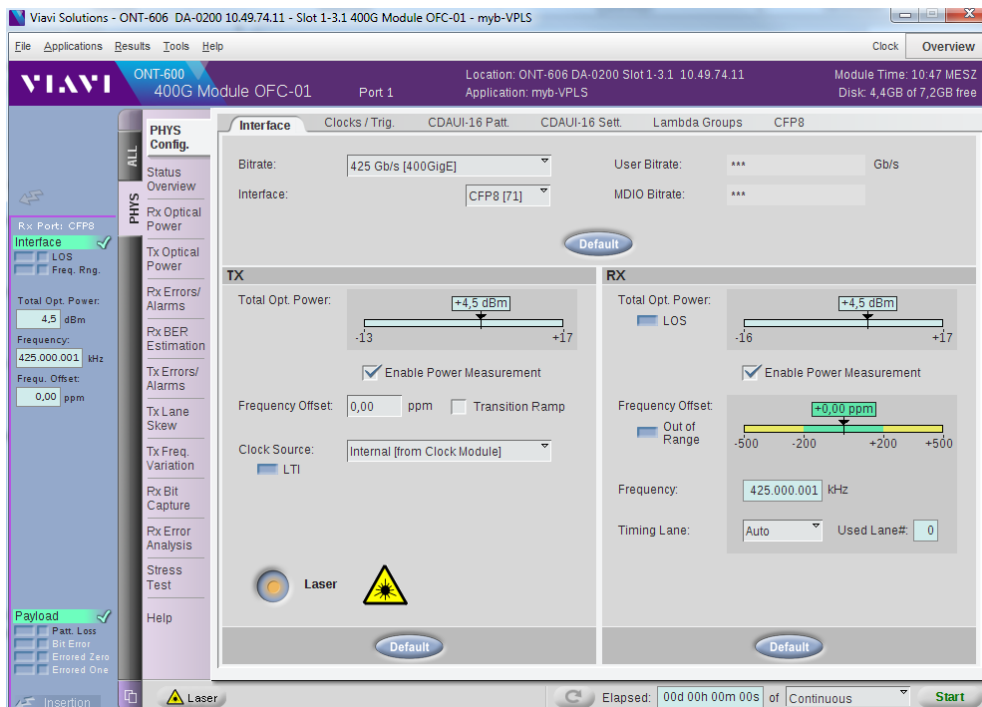 Viavi Solutions - ONT-606 DA-0200 10.49.74.11 - Slot 1-3.1 400G Module OFC-01 - myb-VPLS
File Applications Results Tools Help Clock Overview
VIAVI
ONT-600
400G Module OFC-01 Port 1
Location: ONT-606 DA-0200 Slot 1-3.1 10.49.74.11
Application: myb-VPLS
Module Time: 10:47 MESZ
Disk: 4,4GB of 7,2GB free
Rx Port: CFP8
Interface
LOS
Freq. Rng.
Total Opt. Power:
4,5 dBm
Frequency:
425.000.001 kHz
Frequ. Offset:
0,00 ppm
Payload
Patt. Loss
Bit Error
Errored Zero
Errored One
Insertion
ALL
PHYS
PHYS
Config.
Status
Overview
Rx Optical
Power
Tx Optical
Power
Rx Errors/
Alarms
Rx BER
Estimation
Tx Errors/
Alarms
Tx Lane
Skew
Tx Freq.
Variation
Rx Bit
Capture
Rx Error
Analysis
Stress
Test
Help
Interface Clocks / Trig. CDAUI-16 Patt. CDAUI-16 Sett. Lambda Groups CFP8
Bitrate: 425 Gb/s [400GigE] User Bitrate: *** Gb/s
Interface: CFP8 [71] MDIO Bitrate: ***
Default
TX
Total Opt. Power: +4,5 dBm
-13 +17
Enable Power Measurement
Frequency Offset: 0,00 ppm Transition Ramp
Clock Source: Internal [from Clock Module]
LTI
Laser
Default
RX
Total Opt. Power: +4,5 dBm
LOS
-16 +17
Enable Power Measurement
Frequency Offset: +0,00 ppm
Out of
Range
-500 -200 +200 +500
Frequency: 425.000.001 kHz
Timing Lane: Auto Used Lane#: 0
Default
Laser Elapsed: 00d 00h 00m 00s of Continuous Start